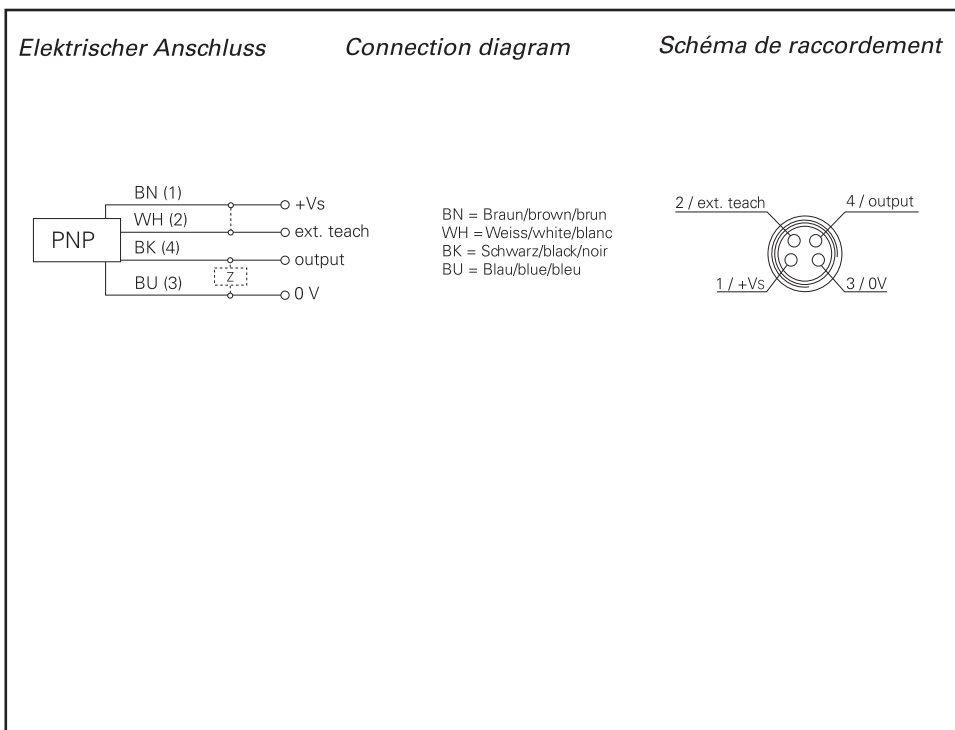 Elektrischer Anschluss
Connection diagram
Schéma de raccordement
BN (1)
+Vs
WH (2)
ext. teach
PNP
BK (4)
output
Z
BU (3)
0 V
BN = Braun/brown/brun
WH = Weiss/white/blanc
BK = Schwarz/black/noir
BU = Blau/blue/bleu
2 / ext. teach
4 / output
1 / +Vs
3 / 0V